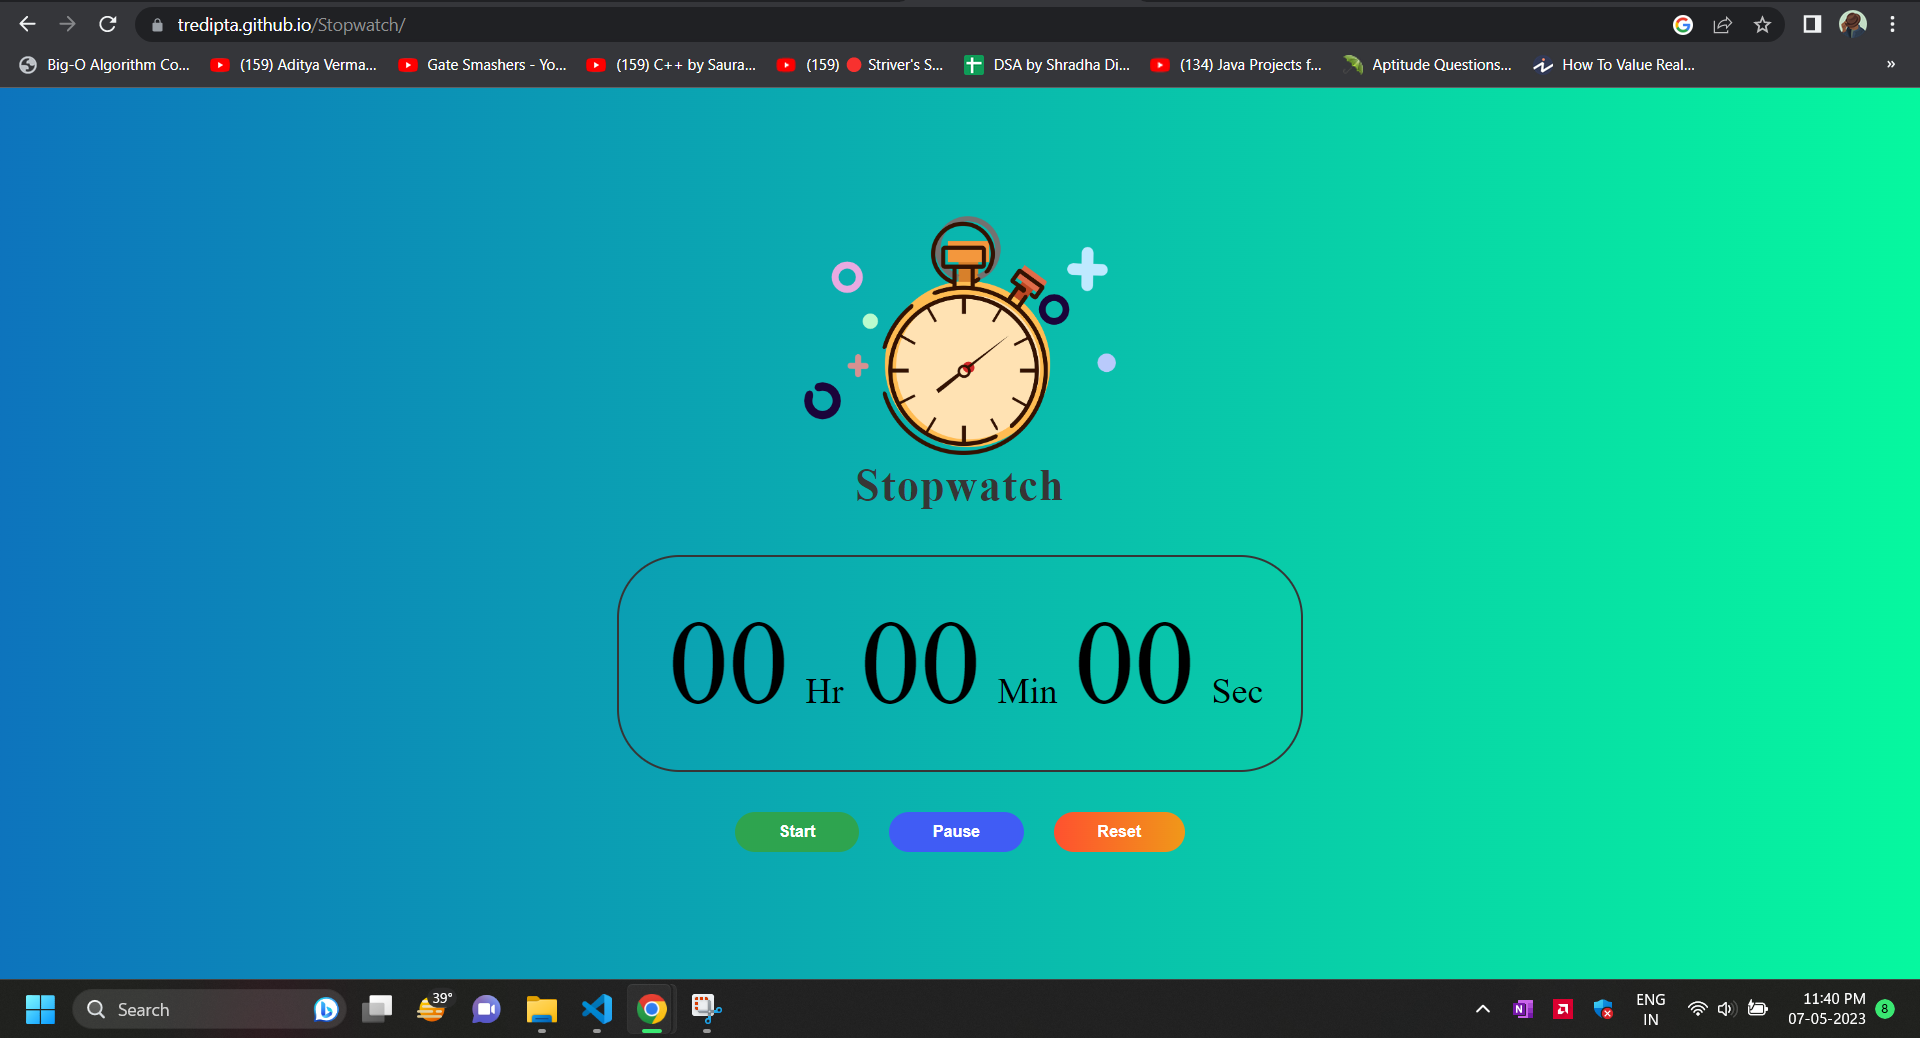 tredipta.github.io/Stopwatch/
Big-O Algorithm Co... (159) Aditya Verma... Gate Smashers - Yo... (159) C++ by Saura... (159) Striver's S... DSA by Shradha Di... (134) Java Projects f... Aptitude Questions... How To Value Real... »
Stopwatch
00 Hr 00 Min 00 Sec
Start Pause Reset
Search 39° ENG 11:40 PM 8
IN 07-05-2023